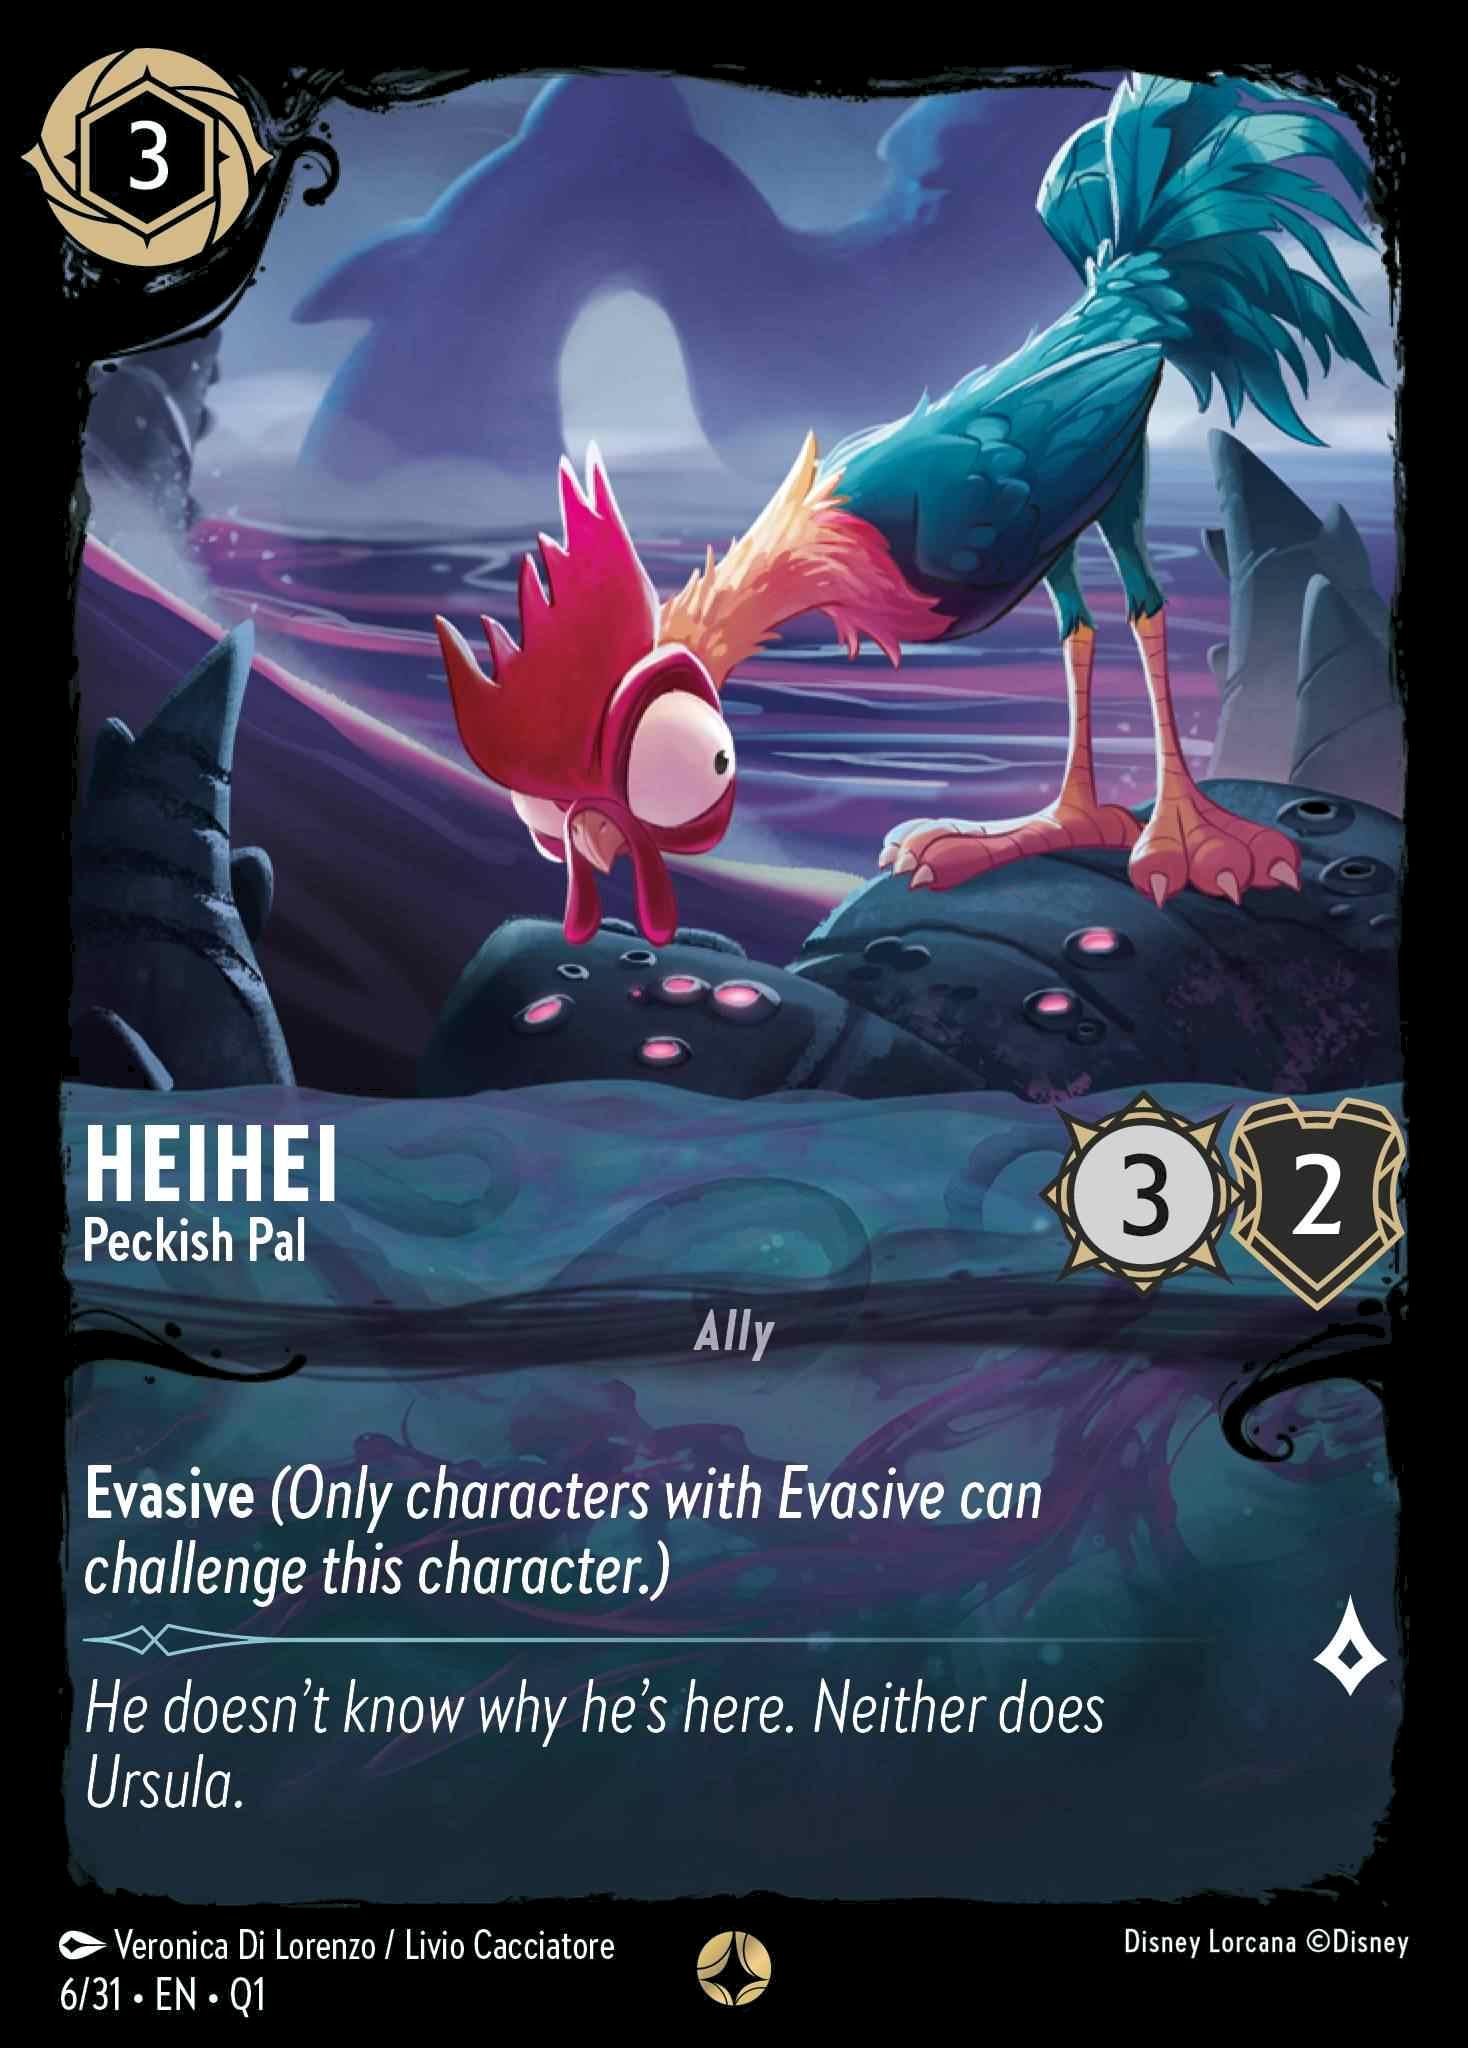 3
HEIHEI
Peckish Pal
3
2
Ally
Evasive (Only characters with Evasive can
challenge this character.)
He doesn't know why he's here. Neither does
Ursula.
Veronica Di Lorenzo / Livio Cacciatore
6/31 • EN • Q1
Disney Lorcana ©Disney